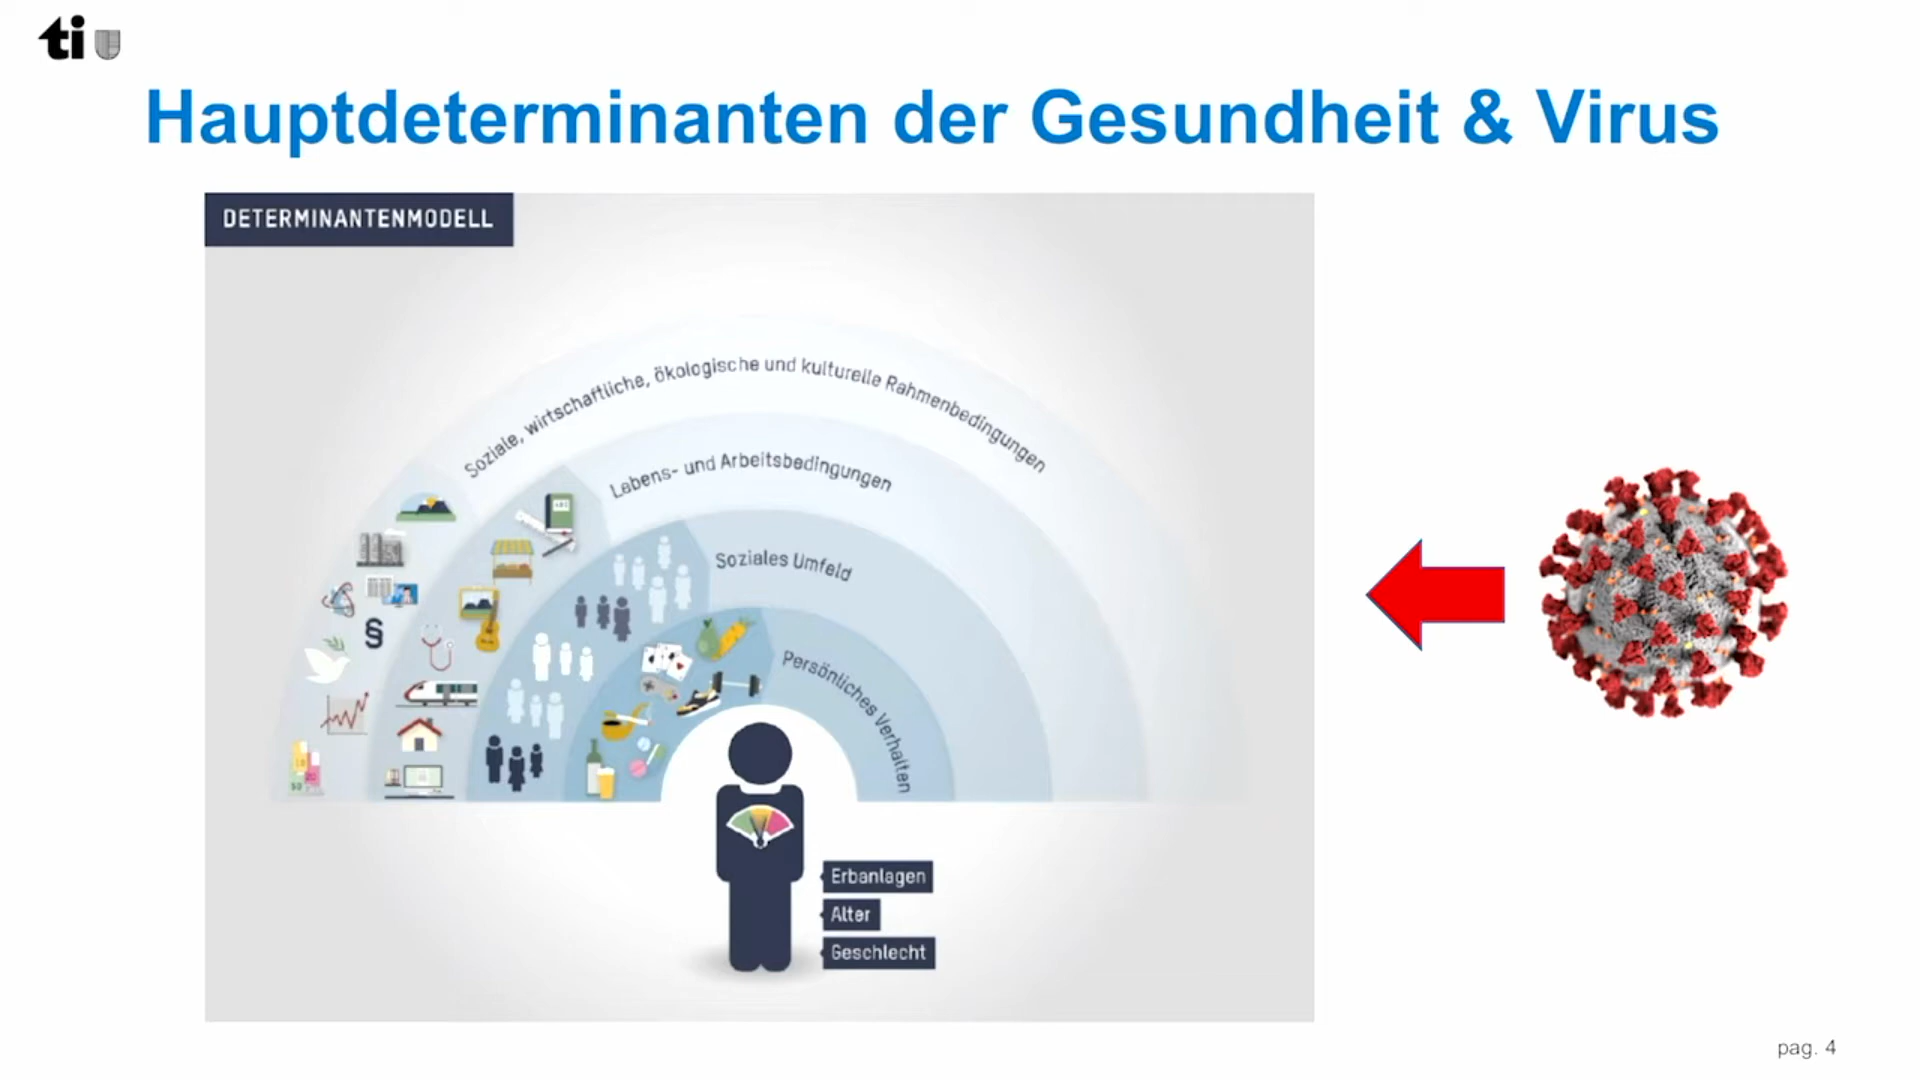 ti
Hauptdeterminanten der Gesundheit & Virus
DETERMINANTENMODELL
Soziale, wirtschaftliche, ökologische und kulturelle Rahmenbedingungen
Lebens- und Arbeitsbedingungen
Soziales Umfeld
Persönliches Verhalten
§
Erbanlagen
Alter
Geschlecht
pag. 4